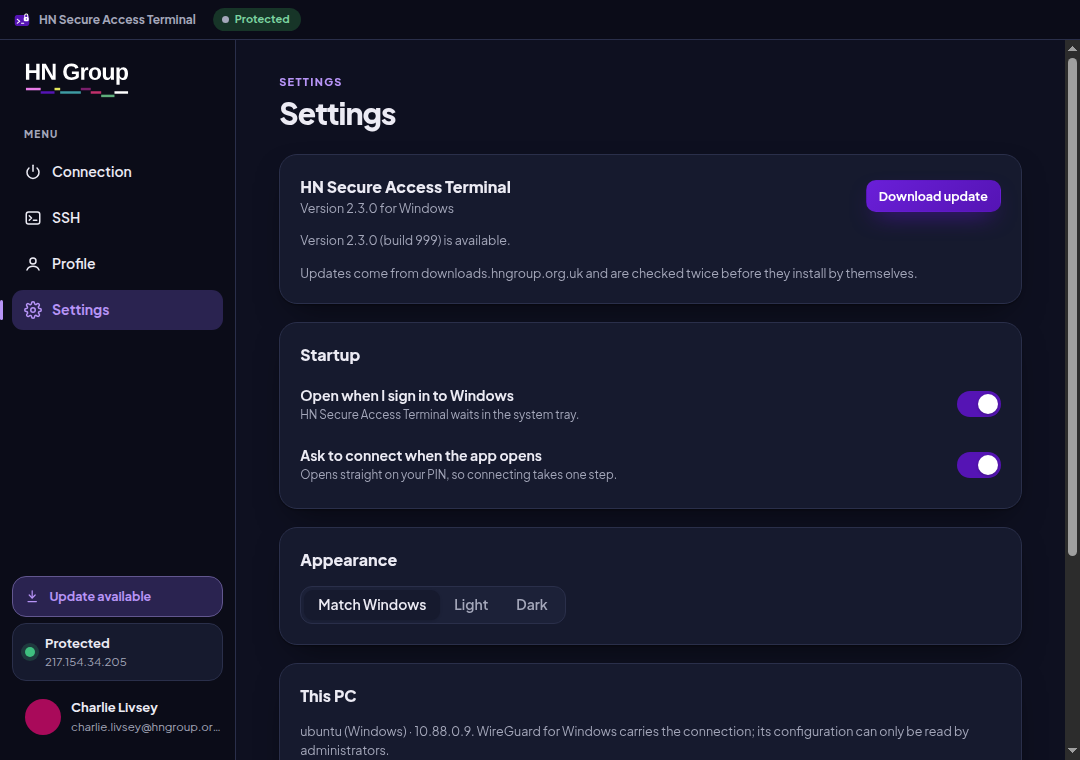 HN Secure Access Terminal
Protected
HN Group
MENU
Connection
SSH
Profile
Settings
Update available
Protected
217.154.34.205
Charlie Livsey
charlie.livsey@hngroup.or...
SETTINGS
Settings
HN Secure Access Terminal
Version 2.3.0 for Windows
Download update
Version 2.3.0 (build 999) is available.
Updates come from downloads.hngroup.org.uk and are checked twice before they install by themselves.
Startup
Open when I sign in to Windows
HN Secure Access Terminal waits in the system tray.
Ask to connect when the app opens
Opens straight on your PIN, so connecting takes one step.
Appearance
Match Windows Light Dark
This PC
ubuntu (Windows) · 10.88.0.9. WireGuard for Windows carries the connection; its configuration can only be read by
administrators.